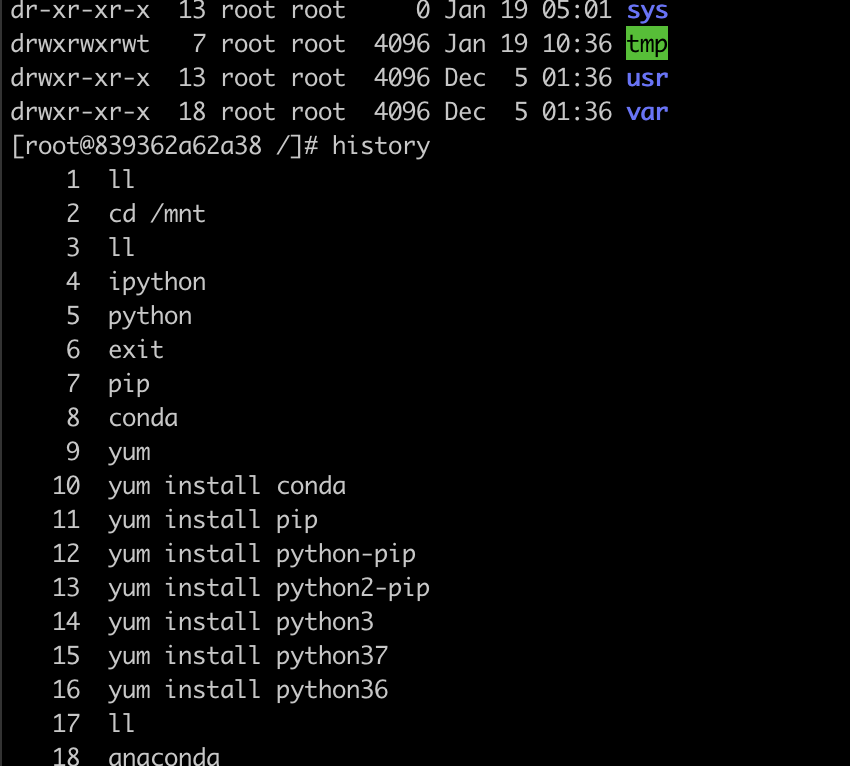 dr-xr-xr-x  13 root root     0 Jan 19 05:01 sys
drwxrwxrwt   7 root root  4096 Jan 19 10:36 tmp
drwxr-xr-x  13 root root  4096 Dec  5 01:36 usr
drwxr-xr-x  18 root root  4096 Dec  5 01:36 var
[root@839362a62a38 /]# history
    1  ll
    2  cd /mnt
    3  ll
    4  ipython
    5  python
    6  exit
    7  pip
    8  conda
    9  yum
   10  yum install conda
   11  yum install pip
   12  yum install python-pip
   13  yum install python2-pip
   14  yum install python3
   15  yum install python37
   16  yum install python36
   17  ll
   18  anaconda